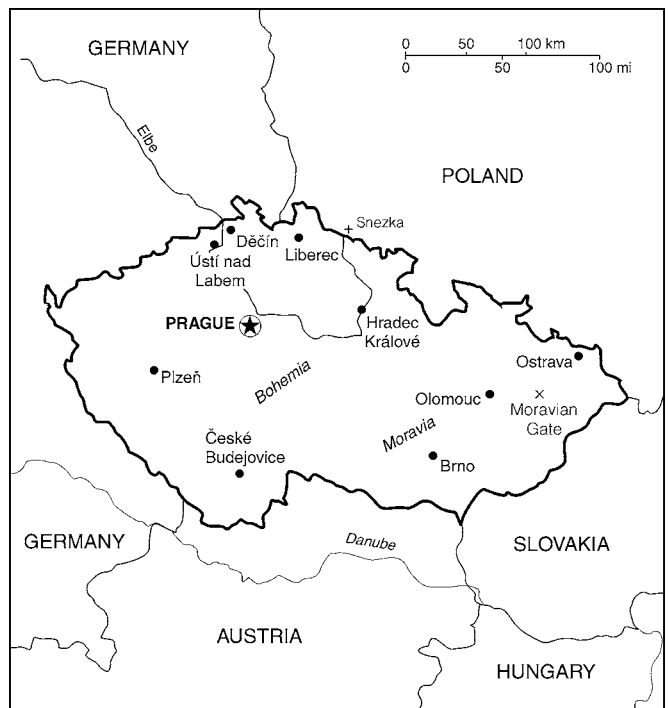 GERMANY
0 50 100 km
0 50 100 mi
Elbe
POLAND
Snezka
Děčín
Liberec
Ústí nad
Labem
PRAGUE
Hradec
Králové
Ostrava
Plzeň
Bohemia
Olomouc
Moravian
Gate
České
Budejovice
Moravia
Brno
GERMANY
Danube
SLOVAKIA
AUSTRIA
HUNGARY